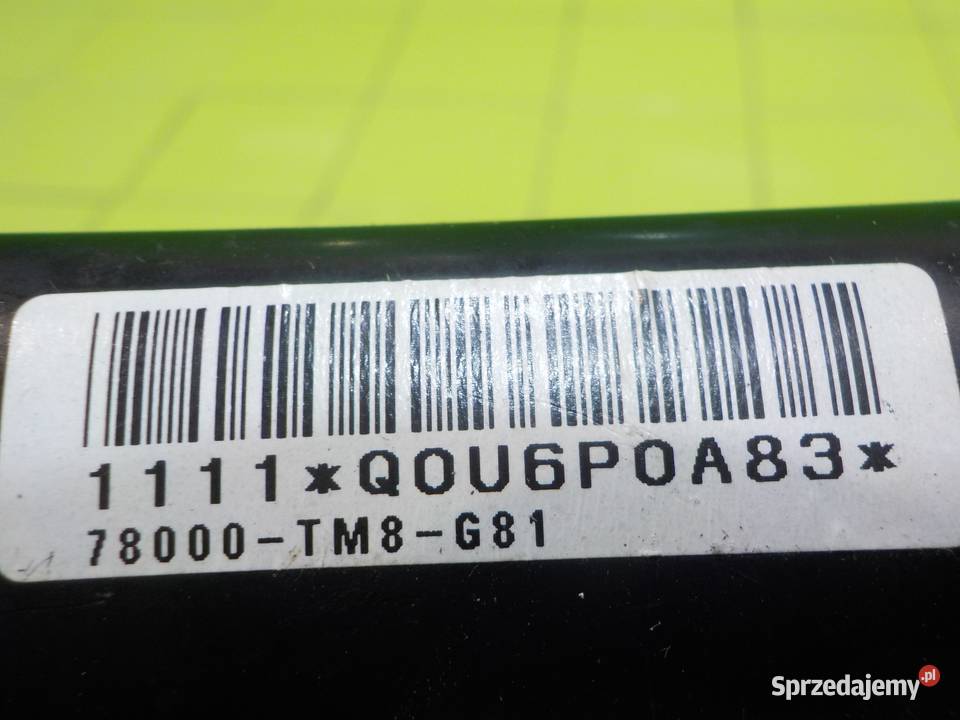 1111*Q0U6P0A83*
78000-TM8-G81
Sprzedajemy.pl